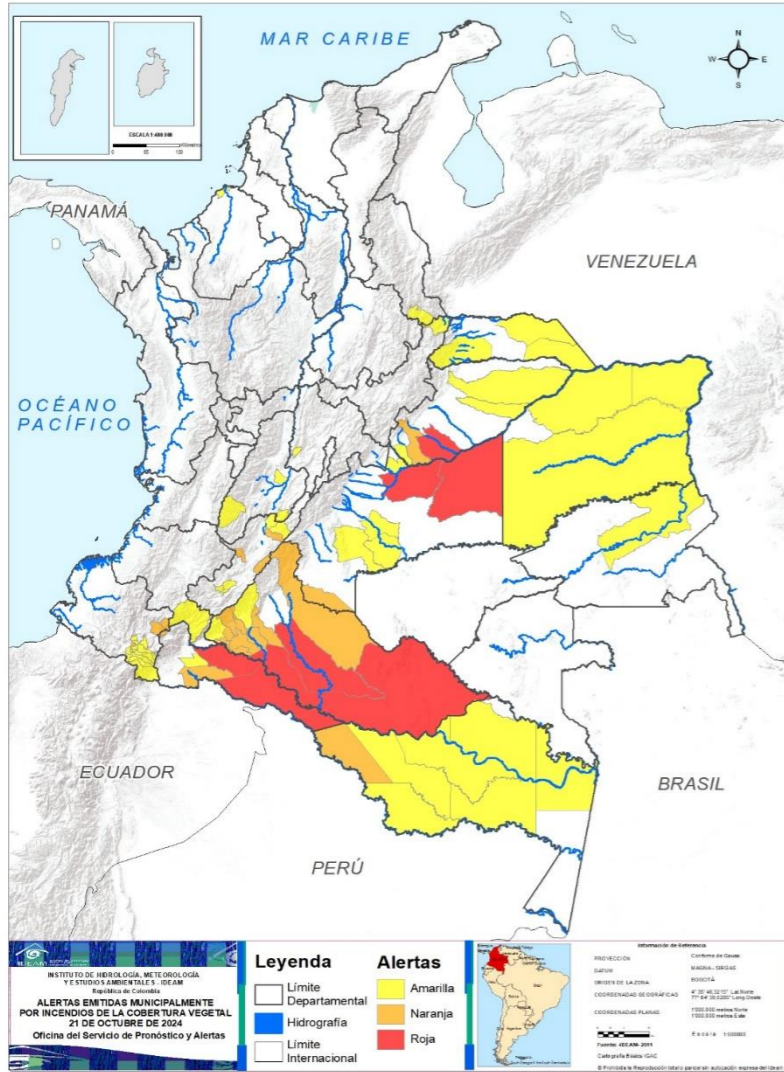 MAR CARIBE
N
W
E
S
ESCALA
PANAMÁ
VENEZUELA
OCÉANO
PACÍFICO
ECUADOR
BRASIL
PERÚ
IDEAM
INSTITUTO DE HIDROLOGÍA, METEOROLOGÍA
Y ESTUDIOS AMBIENTALES - IDEAM
República de Colombia
ALERTAS EMITIDAS MUNICIPALMENTE
POR INCENDIOS DE LA COBERTURA VEGETAL
21 DE OCTUBRE DE 2024
Oficina del Servicio de Pronóstico y Alertas
Leyenda
Límite
Departamental
Hidrografía
Límite
Internacional
Alertas
Amarilla
Naranja
Roja
Información de Referencia
PROYECCIÓN
Conforme de Gauss
DATUM
MAGNA - SIRGAS
ORIGEN DE LA ZONA
BOGOTÁ
COORDENADAS GEOGRÁFICAS
COORDENADAS PLANAS
1'000.000 metros Norte
1'000.000 metros Este
Fuente: IDEAM- 2011
Cartografía Básica IGAC